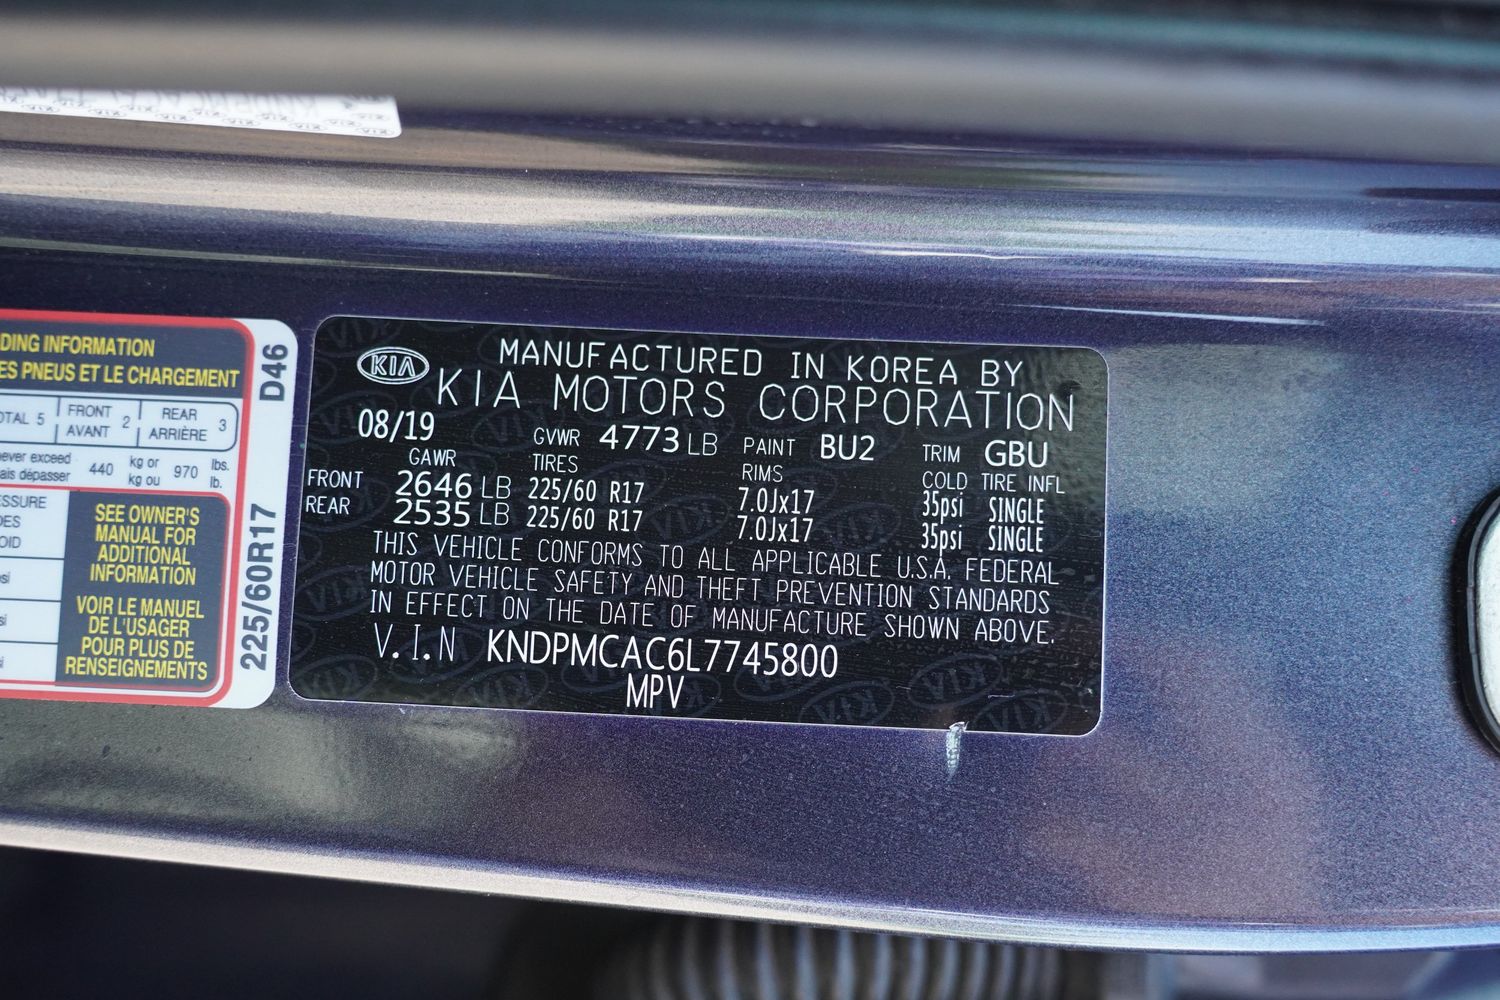 DING INFORMATION
ES PNEUS ET LE CHARGEMENT
OTAL 5 FRONT AVANT 2 REAR ARRIÈRE 3
ever exceed
ais dépasser 440 kg or kg ou 970 lbs. lb.
ESSURE
DES
OID
SEE OWNER'S
MANUAL FOR
ADDITIONAL
INFORMATION
VOIR LE MANUEL
DE L'USAGER
POUR PLUS DE
RENSEIGNEMENTS
D46
225/60R17
KIA
MANUFACTURED IN KOREA BY
KIA MOTORS CORPORATION
08/19 GVWR 4773 LB PAINT BU2 TRIM GBU
GAWR TIRES RIMS COLD TIRE INFL
FRONT 2646 LB 225/60 R17 7.0Jx17 35psi SINGLE
REAR 2535 LB 225/60 R17 7.0Jx17 35psi SINGLE
THIS VEHICLE CONFORMS TO ALL APPLICABLE U.S.A. FEDERAL
MOTOR VEHICLE SAFETY AND THEFT PREVENTION STANDARDS
IN EFFECT ON THE DATE OF MANUFACTURE SHOWN ABOVE.
V.I.N KNDPMCAC6L7745800
MPV